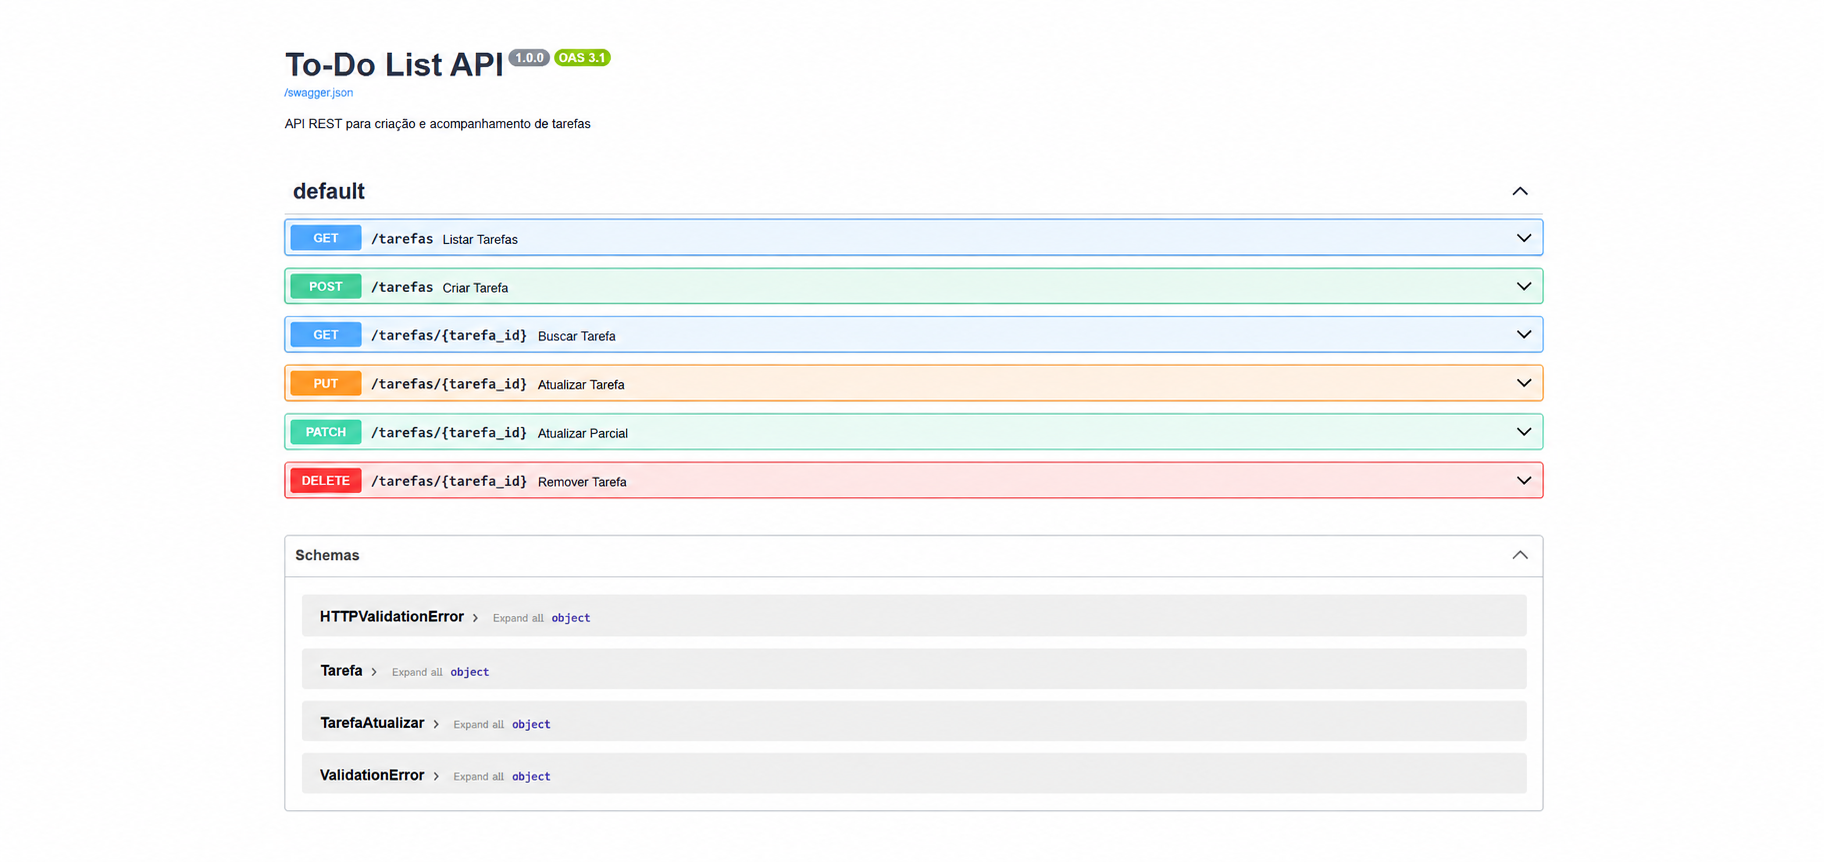 To-Do List API 1.0.0 OAS 3.1
/swagger.json
API REST para criação e acompanhamento de tarefas
default
GET /tarefas Listar Tarefas
POST /tarefas Criar Tarefa
GET /tarefas/{tarefa_id} Buscar Tarefa
PUT /tarefas/{tarefa_id} Atualizar Tarefa
PATCH /tarefas/{tarefa_id} Atualizar Parcial
DELETE /tarefas/{tarefa_id} Remover Tarefa
Schemas
HTTPValidationError Expand all object
Tarefa Expand all object
TarefaAtualizar Expand all object
ValidationError Expand all object